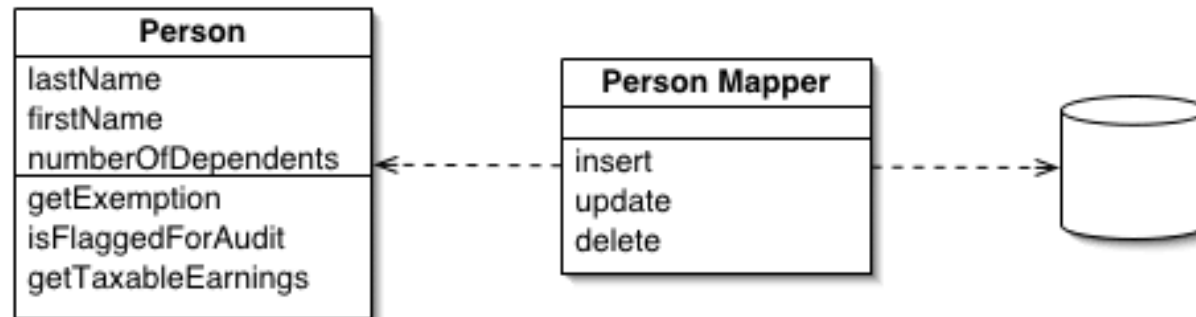 Person
lastName
firstName
numberOfDependents
getExemption
isFlaggedForAudit
getTaxableEarnings
Person Mapper
insert
update
delete